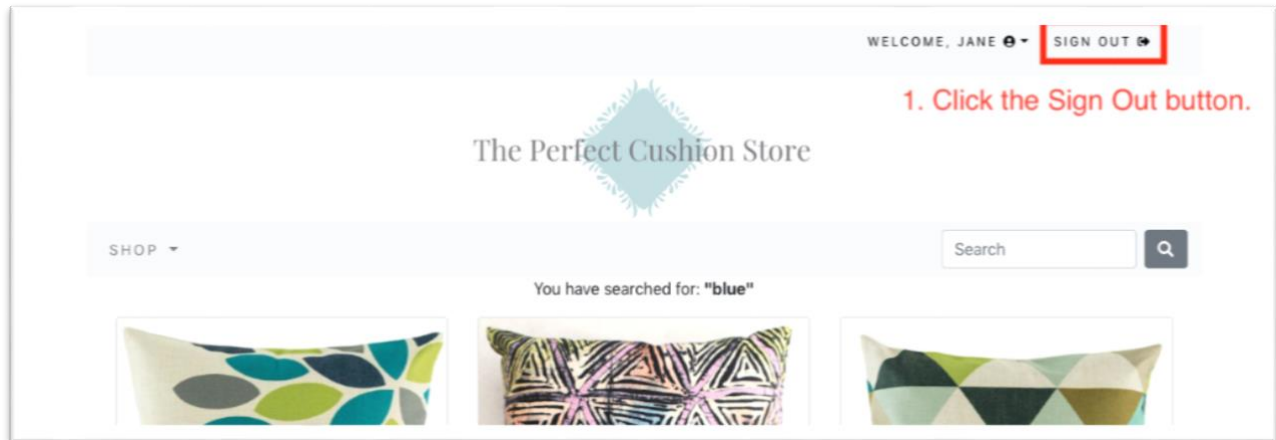 WELCOME, JANE SIGN OUT
1. Click the Sign Out button.
The Perfect Cushion Store
SHOP Search
You have searched for: "blue"